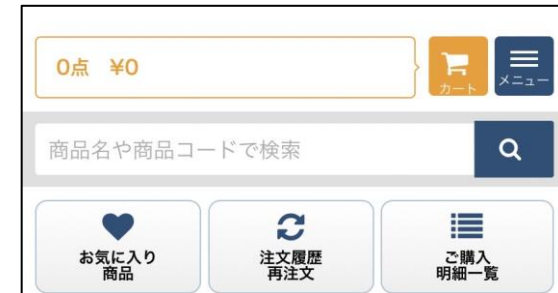 0点 ¥0
カート
メニュー
商品名や商品コードで検索
お気に入り
商品
注文履歴
再注文
ご購入
明細一覧